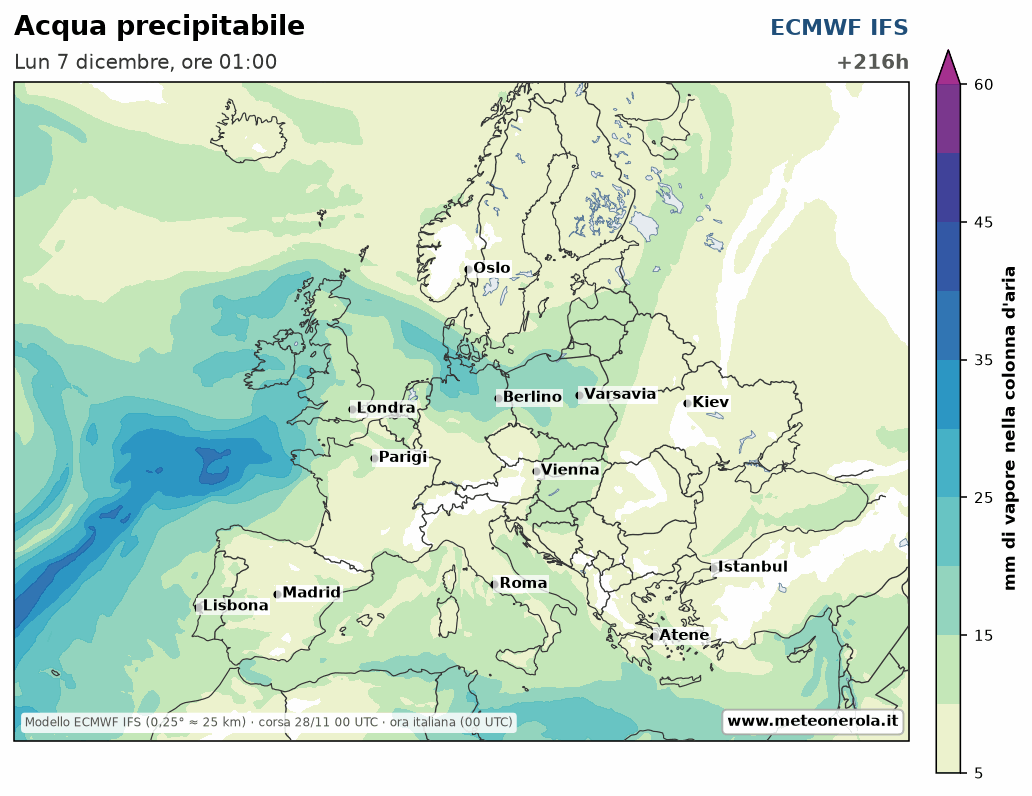 Acqua precipitabile
ECMWF IFS
Lun 7 dicembre, ore 01:00
+216h
60
45
35
25
15
5
mm di vapore nella colonna d'aria
Oslo
Londra
Berlino
Varsavia
Kiev
Parigi
Vienna
Istanbul
Roma
Madrid
Lisbona
Atene
Modello ECMWF IFS (0,25° ≈ 25 km) · corsa 28/11 00 UTC · ora italiana (00 UTC)
www.meteonerola.it